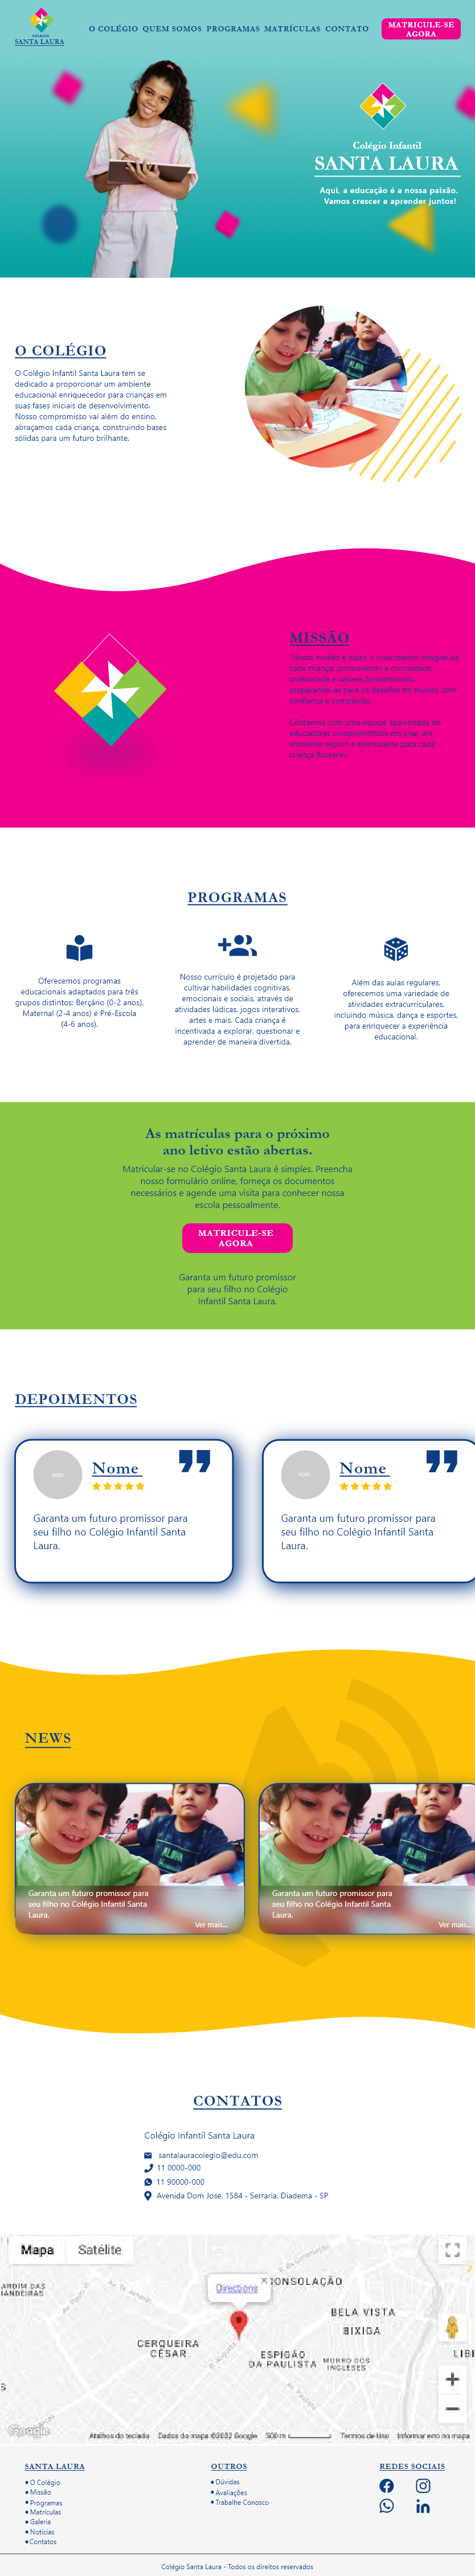 COLÉGIO
SANTA LAURA
O COLÉGIO QUEM SOMOS PROGRAMAS MATRÍCULAS CONTATO
MATRICULE-SE
AGORA
Colégio Infantil
SANTA LAURA
Aqui, a educação é a nossa paixão.
Vamos crescer e aprender juntos!
O COLÉGIO
O Colégio Infantil Santa Laura tem se
dedicado a proporcionar um ambiente
educacional enriquecedor para crianças em
suas fases iniciais de desenvolvimento.
Nosso compromisso vai além do ensino,
abraçamos cada criança, construindo bases
sólidas para um futuro brilhante.
MISSÃO
Nossa missão é nutrir o crescimento integral de
cada criança, promovendo a curiosidade,
criatividade e valores fundamentais,
preparando-as para os desafios do mundo com
confiança e compaixão.
Contamos com uma equipe apaixonada de
educadores comprometidos em criar um
ambiente seguro e estimulante para cada
criança florescer.
PROGRAMAS
Oferecemos programas
educacionais adaptados para três
grupos distintos: Berçário (0-2 anos),
Maternal (2-4 anos) e Pré-Escola
(4-6 anos).
Nosso currículo é projetado para
cultivar habilidades cognitivas,
emocionais e sociais, através de
atividades lúdicas, jogos interativos,
artes e mais. Cada criança é
incentivada a explorar, questionar e
aprender de maneira divertida.
Além das aulas regulares,
oferecemos uma variedade de
atividades extracurriculares,
incluindo música, dança e esportes,
para enriquecer a experiência
educacional.
As matrículas para o próximo
ano letivo estão abertas.
Matricular-se no Colégio Santa Laura é simples. Preencha
nosso formulário online, forneça os documentos
necessários e agende uma visita para conhecer nossa
escola pessoalmente.
MATRICULE-SE
AGORA
Garanta um futuro promissor
para seu filho no Colégio
Infantil Santa Laura.
DEPOIMENTOS
Nome
Garanta um futuro promissor para
seu filho no Colégio Infantil Santa
Laura.
Nome
Garanta um futuro promissor para
seu filho no Colégio Infantil Santa
Laura.
NEWS
Garanta um futuro promissor para
seu filho no Colégio Infantil Santa
Laura.
Ver mais...
Garanta um futuro promissor para
seu filho no Colégio Infantil Santa
Laura.
Ver mais...
CONTATOS
Colégio Infantil Santa Laura
santalauracolegio@edu.com
11 0000-000
11 90000-000
Avenida Dom Jose, 1584 - Serraria, Diadema - SP
Mapa Satélite
Directions
CONSOLAÇÃO
BELA VISTA
BIXIGA
CERQUEIRA
CÉSAR
ESPIGÃO
DA PAULISTA
MORRO DOS
INGLESES
LIB
Google
Atalhos do teclado Dados do mapa ©2022 Google 500 m Termos de Uso Informar erro no mapa
SANTA LAURA
O Colégio
Missão
Programas
Matrículas
Galeria
Notícias
Contatos
OUTROS
Dúvidas
Avaliações
Trabalhe Conosco
REDES SOCIAIS
Colégio Santa Laura - Todos os direitos reservados